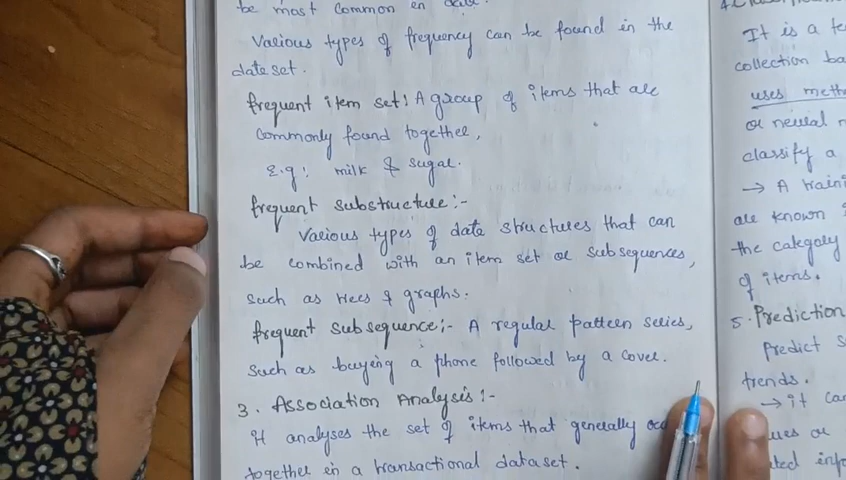 be most common in data.
Various types of frequency can be found in the
dataset.
frequent item set: A group of items that are
commonly found together,
E.g: milk & sugar.
frequent substructure:-
Various types of data structures that can
be combined with an item set or subsequences,
such as trees & graphs.
frequent subsequence:- A regular pattern series,
such as buying a phone followed by a cover.
3. Association Analysis:-
It analyses the set of items that generally
together in a transactional dataset.
4.
It is a
collection
uses
or neural
classify a
→ A
are known
the category
of items.
5. Prediction
Predict
trends.
→ it
or